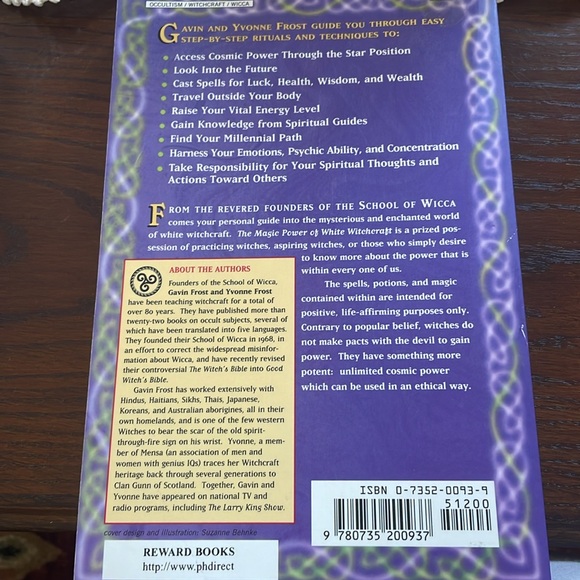 OCCULTISM / WITCHCRAFT / WICCA
GAVIN AND YVONNE FROST GUIDE YOU THROUGH EASY
STEP-BY-STEP RITUALS AND TECHNIQUES TO:
• Access Cosmic Power Through the Star Position
• Look Into the Future
• Cast Spells for Luck, Health, Wisdom, and Wealth
• Travel Outside Your Body
• Raise Your Vital Energy Level
• Gain Knowledge from Spiritual Guides
• Find Your Millennial Path
• Harness Your Emotions, Psychic Ability, and Concentration
• Take Responsibility for Your Spiritual Thoughts and
Actions Toward Others
FROM THE REVERED FOUNDERS OF THE SCHOOL OF WICCA
comes your personal guide into the mysterious and enchanted world
of white witchcraft. The Magic Power of White Witchcraft is a prized pos-
session of practicing witches, aspiring witches, or those who simply desire
to know more about the power that is
within every one of us.
The spells, potions, and magic
contained within are intended for
positive, life-affirming purposes only.
Contrary to popular belief, witches do
not make pacts with the devil to gain
power. They have something more
potent: unlimited cosmic power
which can be used in an ethical way.
ABOUT THE AUTHORS
Founders of the School of Wicca,
Gavin Frost and Yvonne Frost
have been teaching witchcraft for a total of
over 80 years. They have published more than
twenty-two books on occult subjects, several of
which have been translated into five languages.
They founded their School of Wicca in 1968, in
an effort to correct the widespread misinfor-
mation about Wicca, and have recently revised
their controversial The Witch's Bible into Good
Witch's Bible.
Gavin Frost has worked extensively with
Hindus, Haitians, Sikhs, Thais, Japanese,
Koreans, and Australian aborigines, all in their
own homelands, and is one of the few western
Witches to bear the scar of the old spirit-
through-fire sign on his wrist. Yvonne, a mem-
ber of Mensa (an association of men and
women with genius IQs) traces her Witchcraft
heritage back through several generations to
Clan Gunn of Scotland. Together, Gavin and
Yvonne have appeared on national TV and
radio programs, including The Larry King Show.
cover design and illustration: Suzanne Behnke
REWARD BOOKS
http://www.phdirect
ISBN 0-7352-0093-9
51200
9 780735 200937